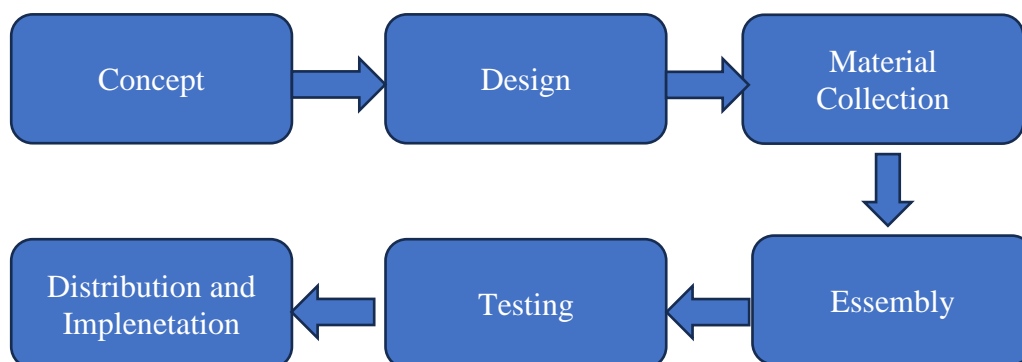 Concept
Design
Material
Collection
Essembly
Testing
Distribution and
Implenetation